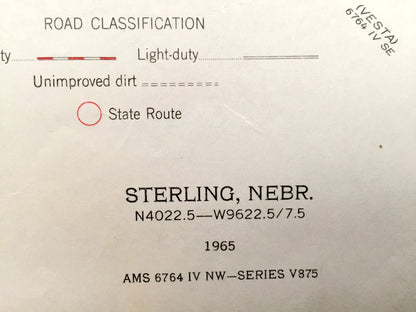 ROAD CLASSIFICATION
ty Light-duty
Unimproved dirt
State Route
(VESTA)
6764 IV SE
STERLING, NEBR.
N4022.5—W9622.5/7.5
1965
AMS 6764 IV NW—SERIES V875